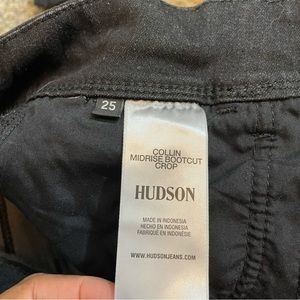 25
COLLIN
MIDRISE BOOTCUT
CROP
HUDSON
MADE IN INDONESIA
HECHO EN INDONESIA
FABRIQUÉ EN INDONÉSIE
WWW.HUDSONJEANS.COM